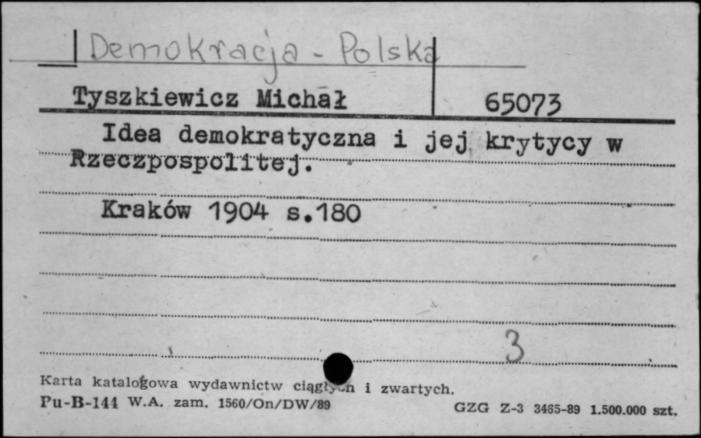 Demokracja - Polska
Tyszkiewicz Michał 65073
Idea demokratyczna i jej krytycy w
Rzeczpospolitej.
Kraków 1904 s.180
3
Karta katalogowa wydawnictw ciągłych i zwartych.
Pu-B-144 W.A. zam. 1560/On/DW/89 GZG Z-3 3465-89 1.500.000 szt.